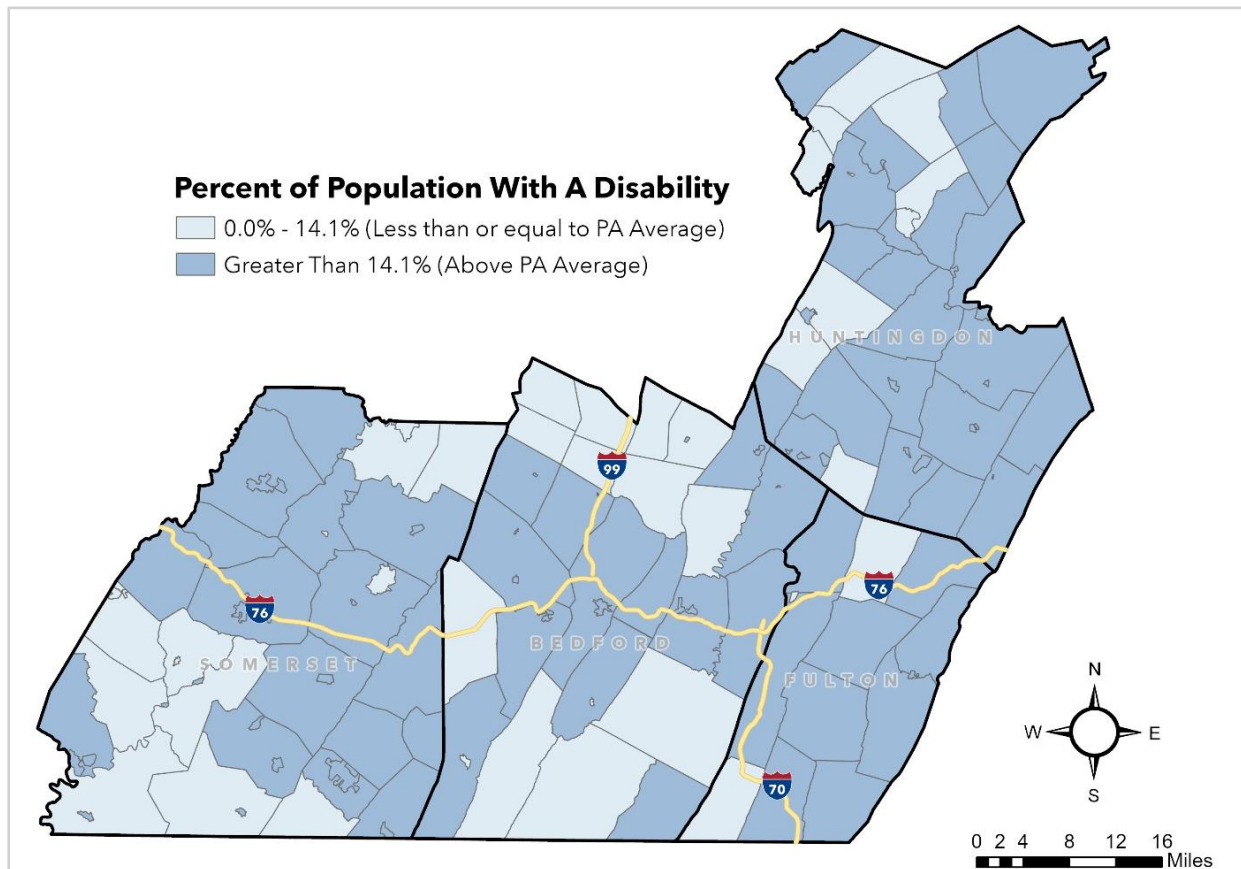 Percent of Population With A Disability
0.0% - 14.1% (Less than or equal to PA Average)
Greater Than 14.1% (Above PA Average)
HUNTINGDON
99
76
76
BEDFORD
SOMERSET
FULTON
70
N
W E
S
0 2 4 8 12 16
Miles